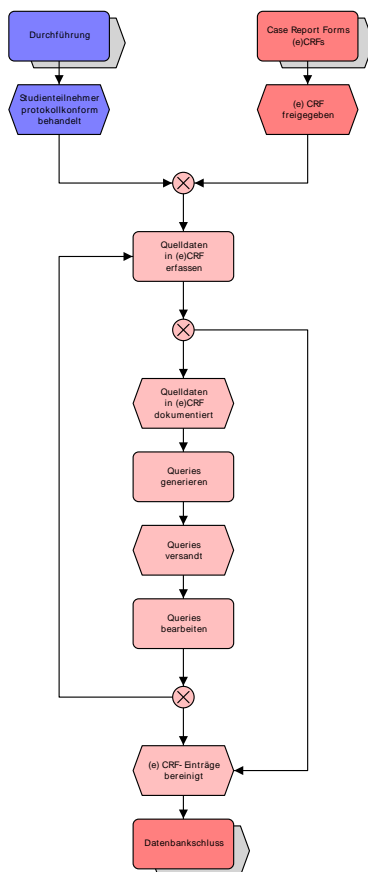 Durchführung
Case Report Forms
(e)CRFs
Studienteilnehmer
protokollkonform
behandelt
(e) CRF
freigegeben
Quelldaten
in (e)CRF
erfassen
Quelldaten
in (e)CRF
dokumentiert
Queries
generieren
Queries
versandt
Queries
bearbeiten
(e) CRF-Einträge
bereinigt
Datenbankschluss